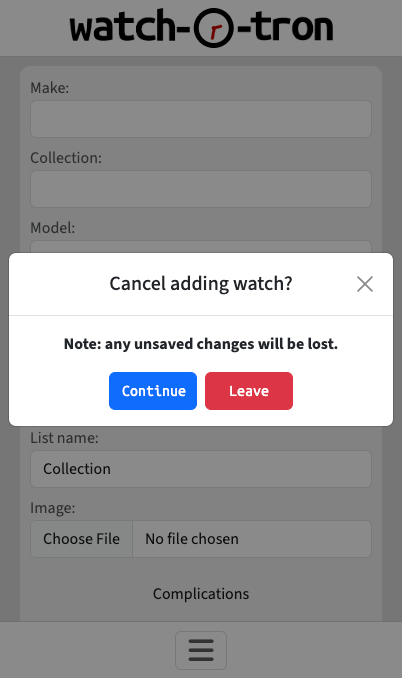 watch-r-tron
Make:
Collection:
Model:
Cancel adding watch?
Note: any unsaved changes will be lost.
Continue Leave
List name:
Collection
Image:
Choose File No file chosen
Complications